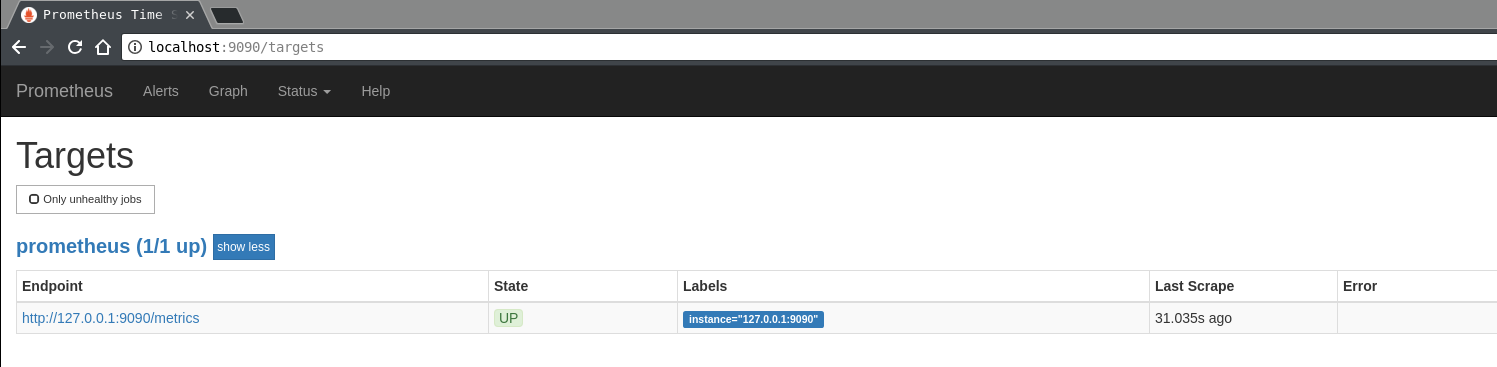 Prometheus Time S
localhost:9090/targets
Prometheus Alerts Graph Status Help
Targets
Only unhealthy jobs
prometheus (1/1 up) show less
Endpoint State Labels Last Scrape Error
http://127.0.0.1:9090/metrics UP instance="127.0.0.1:9090" 31.035s ago